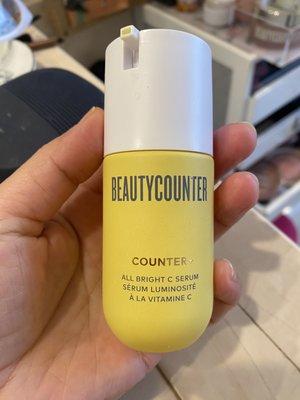 BEAUTYCOUNTER
COUNTER+
ALL BRIGHT C SERUM
SÉRUM LUMINOSITÉ
À LA VITAMINE C